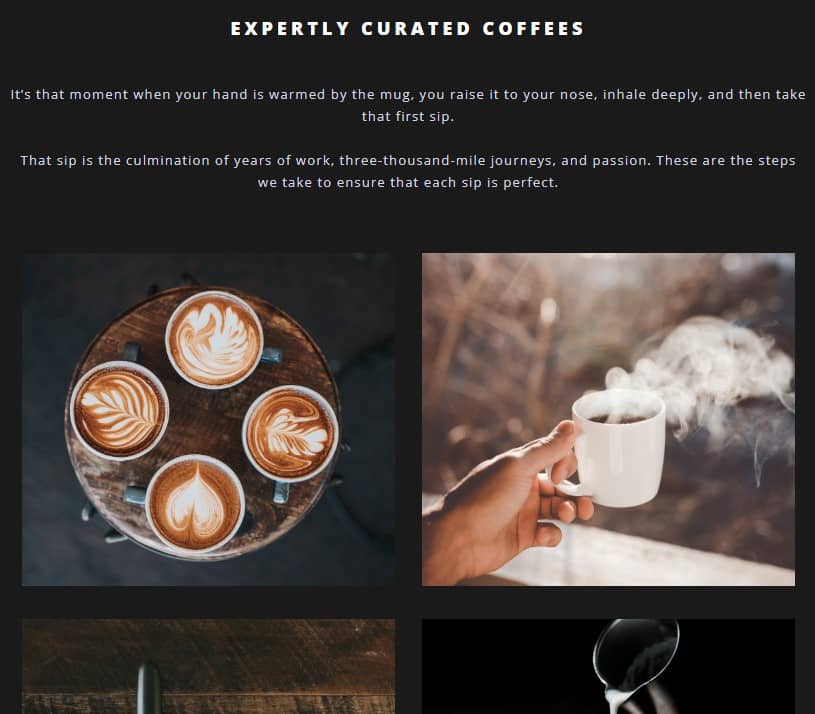 EXPERTLY CURATED COFFEES
It’s that moment when your hand is warmed by the mug, you raise it to your nose, inhale deeply, and then take
that first sip.
That sip is the culmination of years of work, three-thousand-mile journeys, and passion. These are the steps
we take to ensure that each sip is perfect.